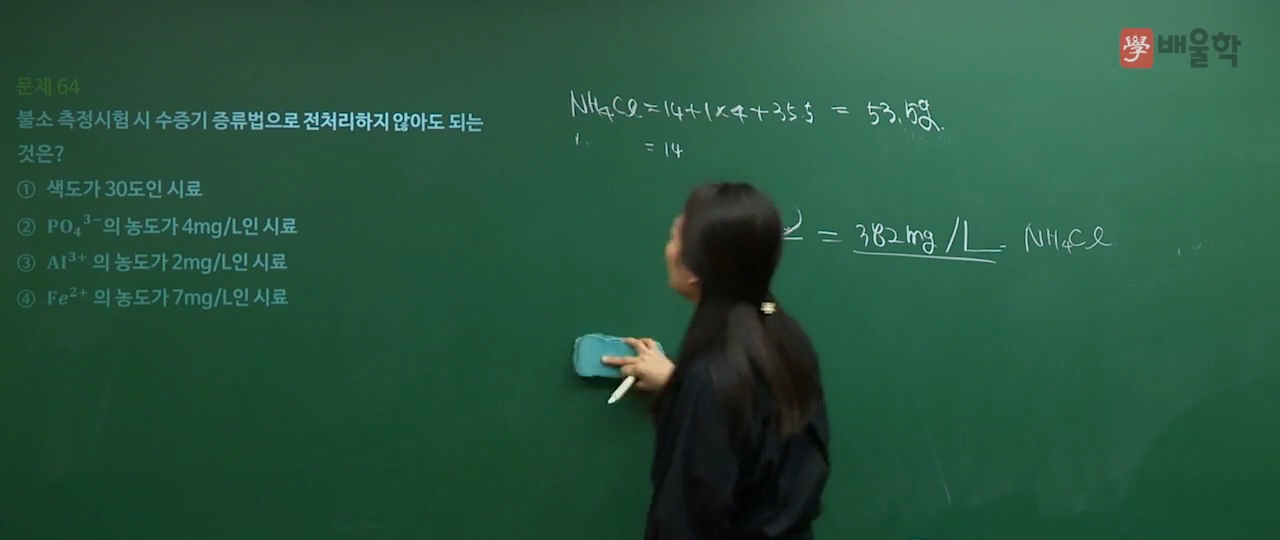 學 배울학
문제 64
불소 측정시험 시 수증기 증류법으로 전처리하지 않아도 되는
것은?
① 색도가 30도인 시료
② PO₄³⁻의 농도가 4mg/L인 시료
③ AI³⁺ 의 농도가 2mg/L인 시료
④ Fe²⁺ 의 농도가 7mg/L인 시료
NH₄Cl = 14+1×4+35.5 = 53.5g
= 14
= 382mg/L NH₄Cl